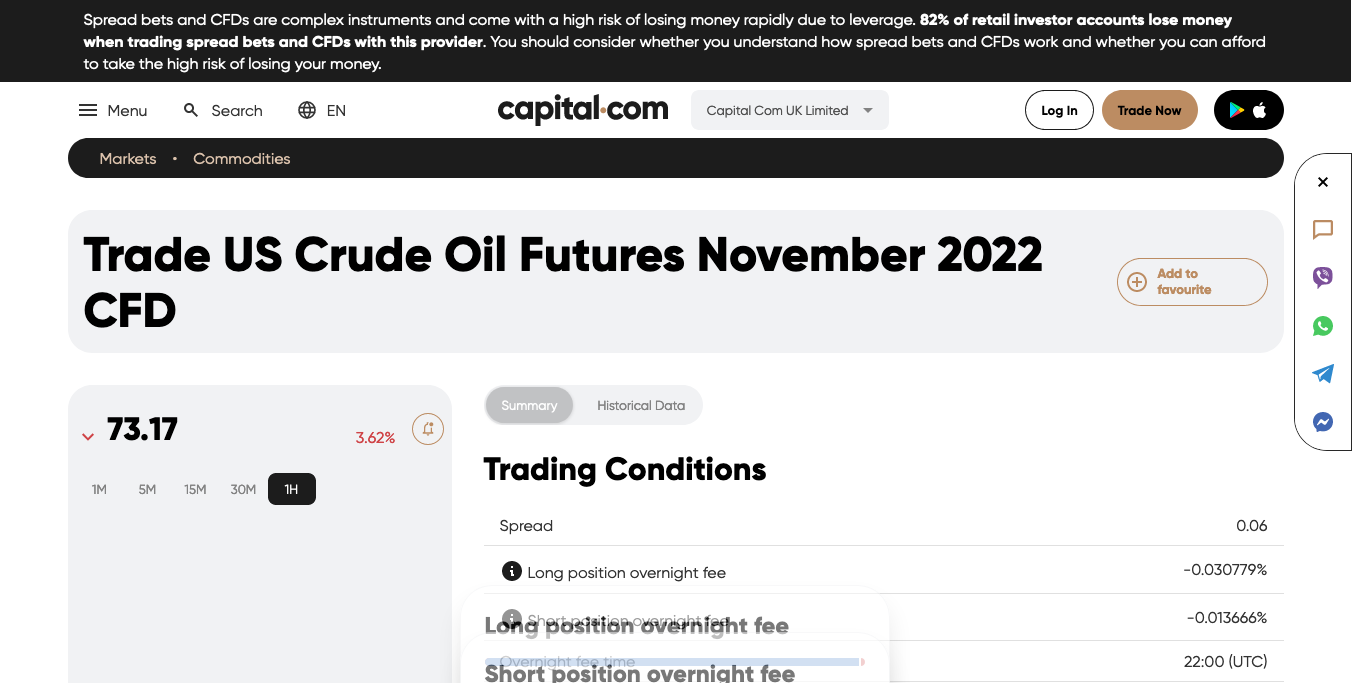 Spread bets and CFDs are complex instruments and come with a high risk of losing money rapidly due to leverage. 82% of retail investor accounts lose money
when trading spread bets and CFDs with this provider. You should consider whether you understand how spread bets and CFDs work and whether you can afford
to take the high risk of losing your money.
Menu Search EN capital.com Capital Com UK Limited Log In Trade Now
Markets • Commodities
Trade US Crude Oil Futures November 2022
CFD
Add to
favourite
73.17
3.62%
1M 5M 15M 30M 1H
Summary Historical Data
Trading Conditions
Spread 0.06
Long position overnight fee -0.030779%
Short position overnight fee -0.013666%
Long position overnight fee
Overnight fee time 22:00 (UTC)
Short position overnight fee